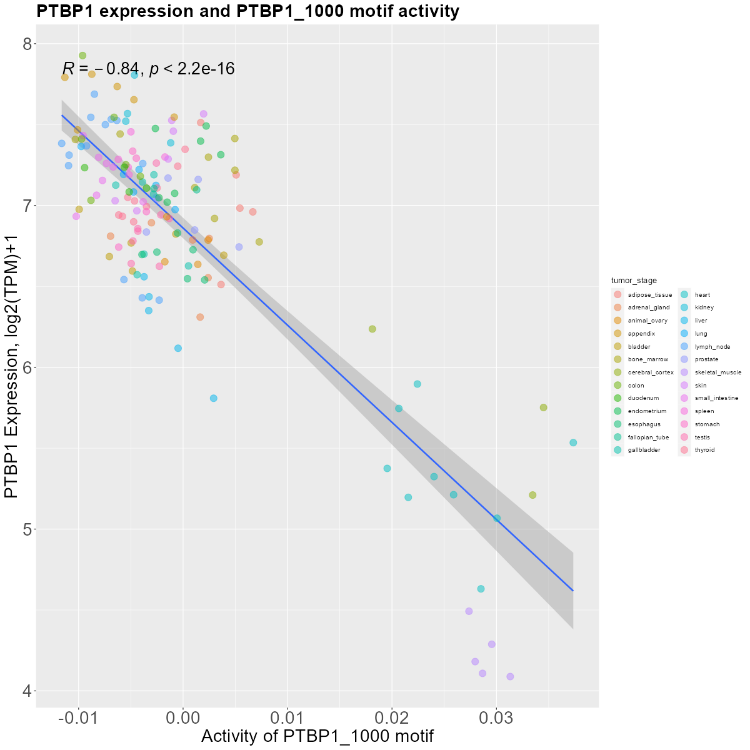 PTBP1 expression and PTBP1_1000 motif activity
R = −0.84, p < 2.2e-16
PTBP1 Expression, log2(TPM)+1
8
7
6
5
4
-0.01 0.00 0.01 0.02 0.03
Activity of PTBP1_1000 motif
tumor_stage
adipose_tissue
adrenal_gland
animal_ovary
appendix
bladder
bone_marrow
cerebral_cortex
colon
duodenum
endometrium
esophagus
fallopian_tube
gallbladder
heart
kidney
liver
lung
lymph_node
prostate
skeletal_muscle
skin
small_intestine
spleen
stomach
testis
thyroid